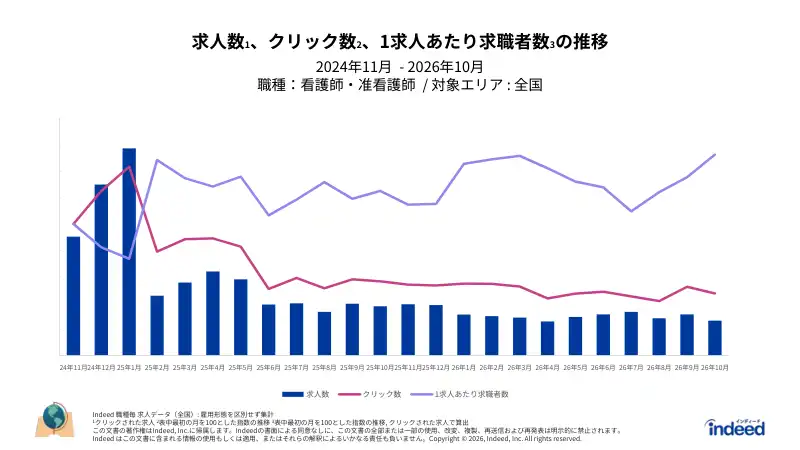 求人数1、クリック数2、1求人あたり求職者数3の推移
2024年11月 - 2026年10月
職種：看護師・准看護師 / 対象エリア : 全国
24年11月 24年12月 25年1月 25年2月 25年3月 25年4月 25年5月 25年6月 25年7月 25年8月 25年9月 25年10月 25年11月 25年12月 26年1月 26年2月 26年3月 26年4月 26年5月 26年6月 26年7月 26年8月 26年9月 26年10月
求人数 クリック数 1求人あたり求職者数
Indeed 職種毎 求人データ（全国）: 雇用形態を区別せず集計
¹クリックされた求人 ²表中最初の月を100とした指数の推移 ³表中最初の月を100とした指数の推移, クリックされた求人で算出
この文書の著作権はIndeed, Inc.に帰属します。Indeedの書面による同意なしに、この文書の全部または一部の使用、改変、複製、再送信および再発表は明示的に禁止されます。
Indeed はこの文書に含まれる情報の使用もしくは適用、またはそれらの解釈によるいかなる責任も負いません。Copyright © 2026, Indeed, Inc. All rights reserved.
インディード
indeed